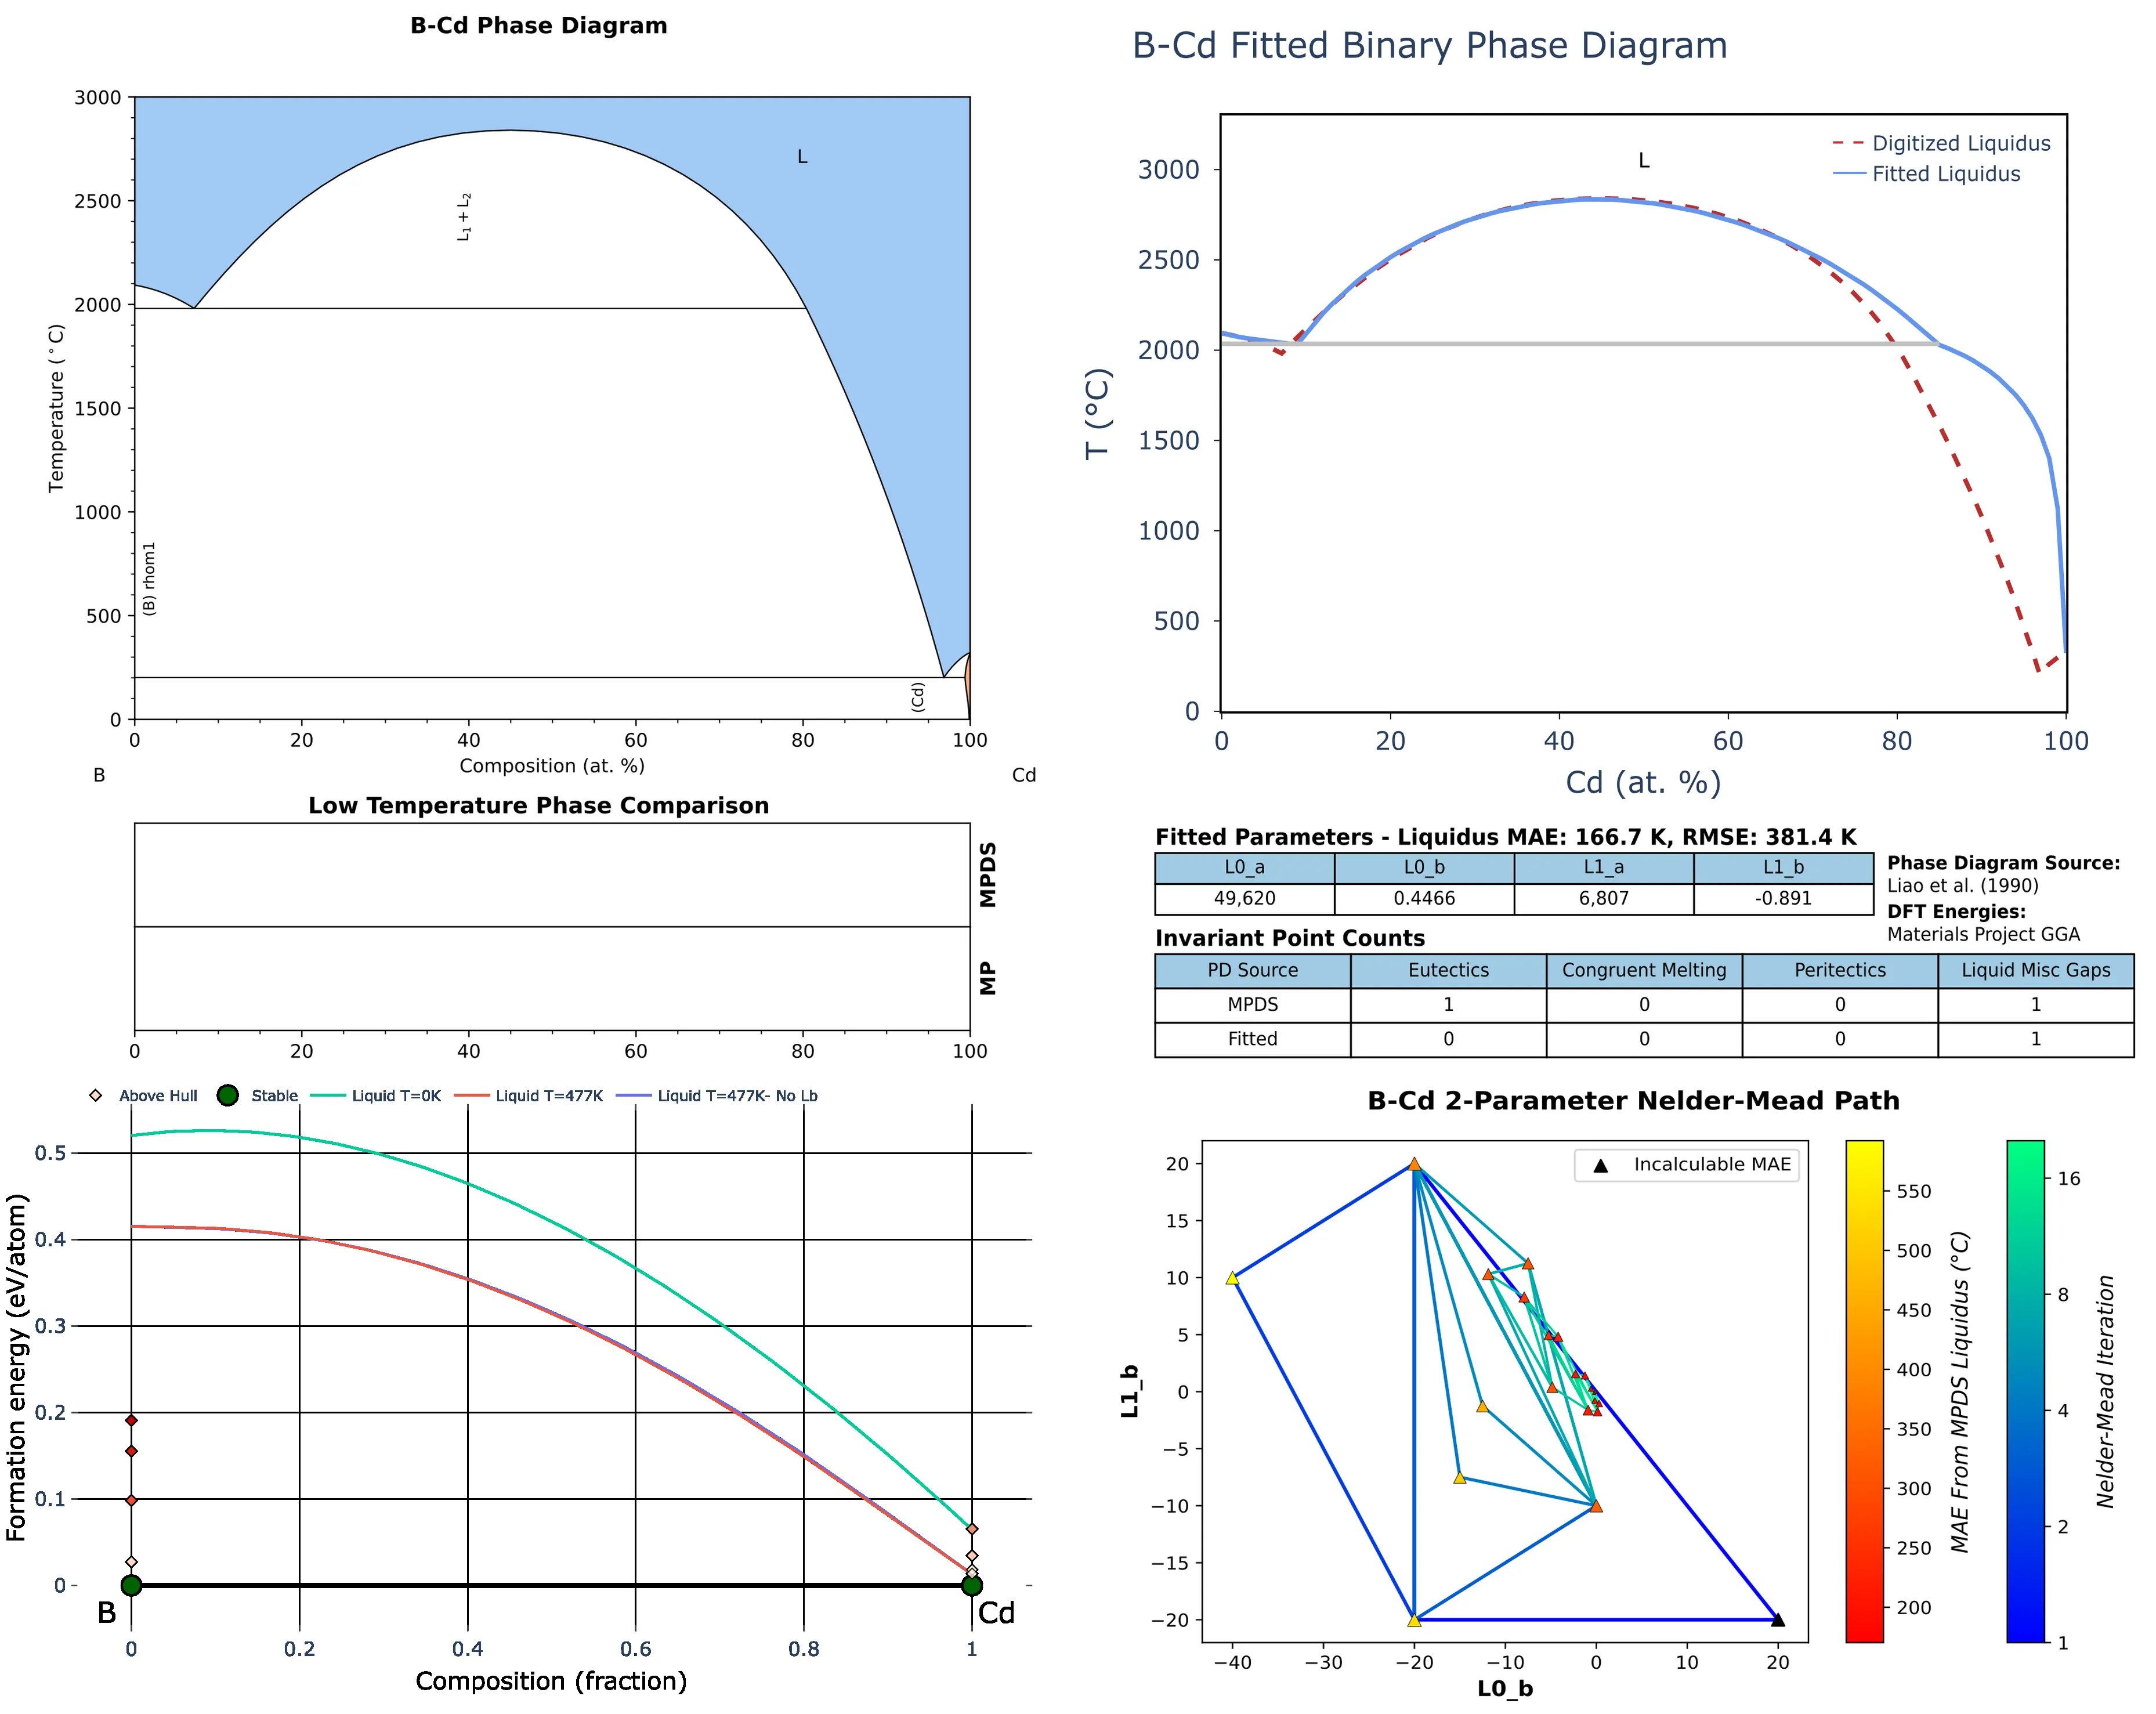 B-Cd Phase Diagram
3000
2500
2000
1500
1000
500
0
Temperature (°C)
L
L1 + L2
(B) rhom1
(Cd)
0 20 40 60 80 100
Composition (at. %)
B Cd
B-Cd Fitted Binary Phase Diagram
L
Digitized Liquidus
Fitted Liquidus
3000
2500
2000
1500
1000
500
0
T (°C)
0 20 40 60 80 100
Cd (at. %)
Low Temperature Phase Comparison
MPDS
MP
0 20 40 60 80 100
Fitted Parameters - Liquidus MAE: 166.7 K, RMSE: 381.4 K
L0_a L0_b L1_a L1_b
49,620 0.4466 6,807 -0.891
Phase Diagram Source:
Liao et al. (1990)
DFT Energies:
Materials Project GGA
Invariant Point Counts
PD Source Eutectics Congruent Melting Peritectics Liquid Misc Gaps
MPDS 1 0 0 1
Fitted 0 0 0 1
Above Hull Stable Liquid T=0K Liquid T=477K Liquid T=477K- No Lb
0.5
0.4
0.3
0.2
0.1
0
Formation energy (eV/atom)
B Cd
0 0.2 0.4 0.6 0.8 1
Composition (fraction)
B-Cd 2-Parameter Nelder-Mead Path
Incalculable MAE
20
15
10
5
0
−5
−10
−15
−20
L1_b
−40 −30 −20 −10 0 10 20
L0_b
550
500
450
400
350
300
250
200
MAE From MPDS Liquidus (°C)
16
8
4
2
1
Nelder-Mead Iteration